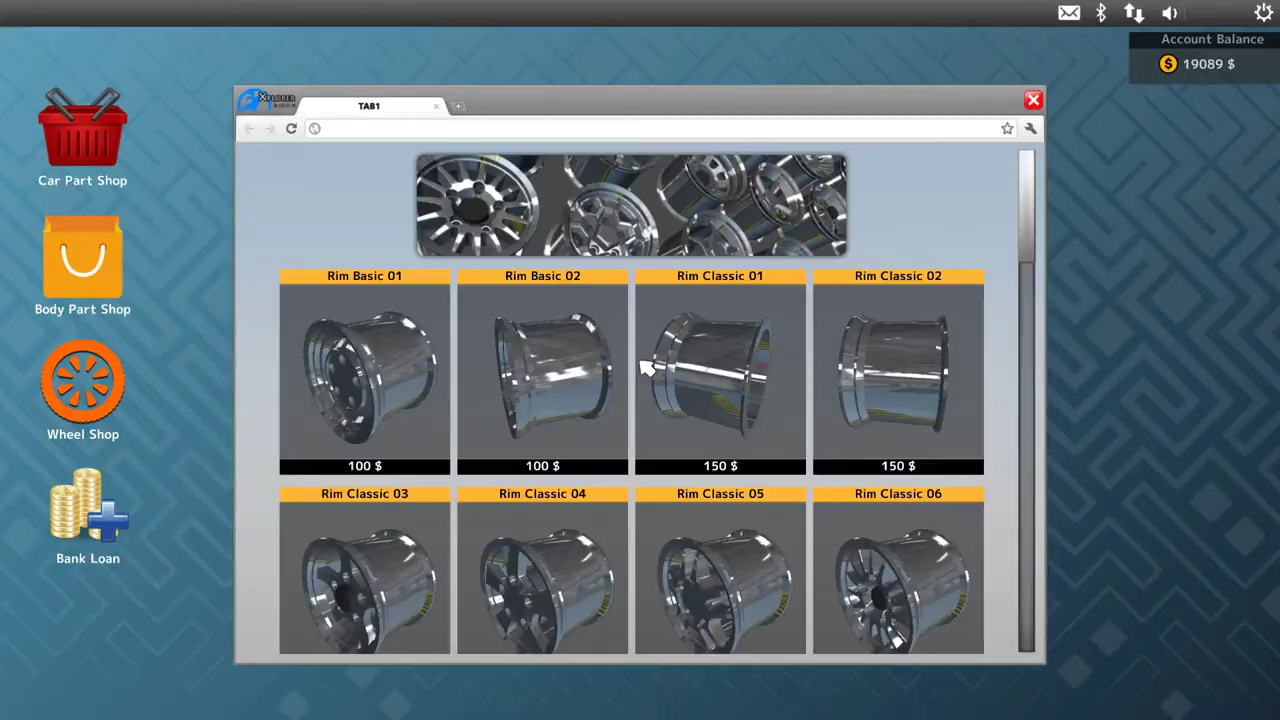 Account Balance
19089 $
XPLORER
TAB1
Car Part Shop
Body Part Shop
Wheel Shop
Bank Loan
Rim Basic 01
Rim Basic 02
Rim Classic 01
Rim Classic 02
100 $
100 $
150 $
150 $
Rim Classic 03
Rim Classic 04
Rim Classic 05
Rim Classic 06